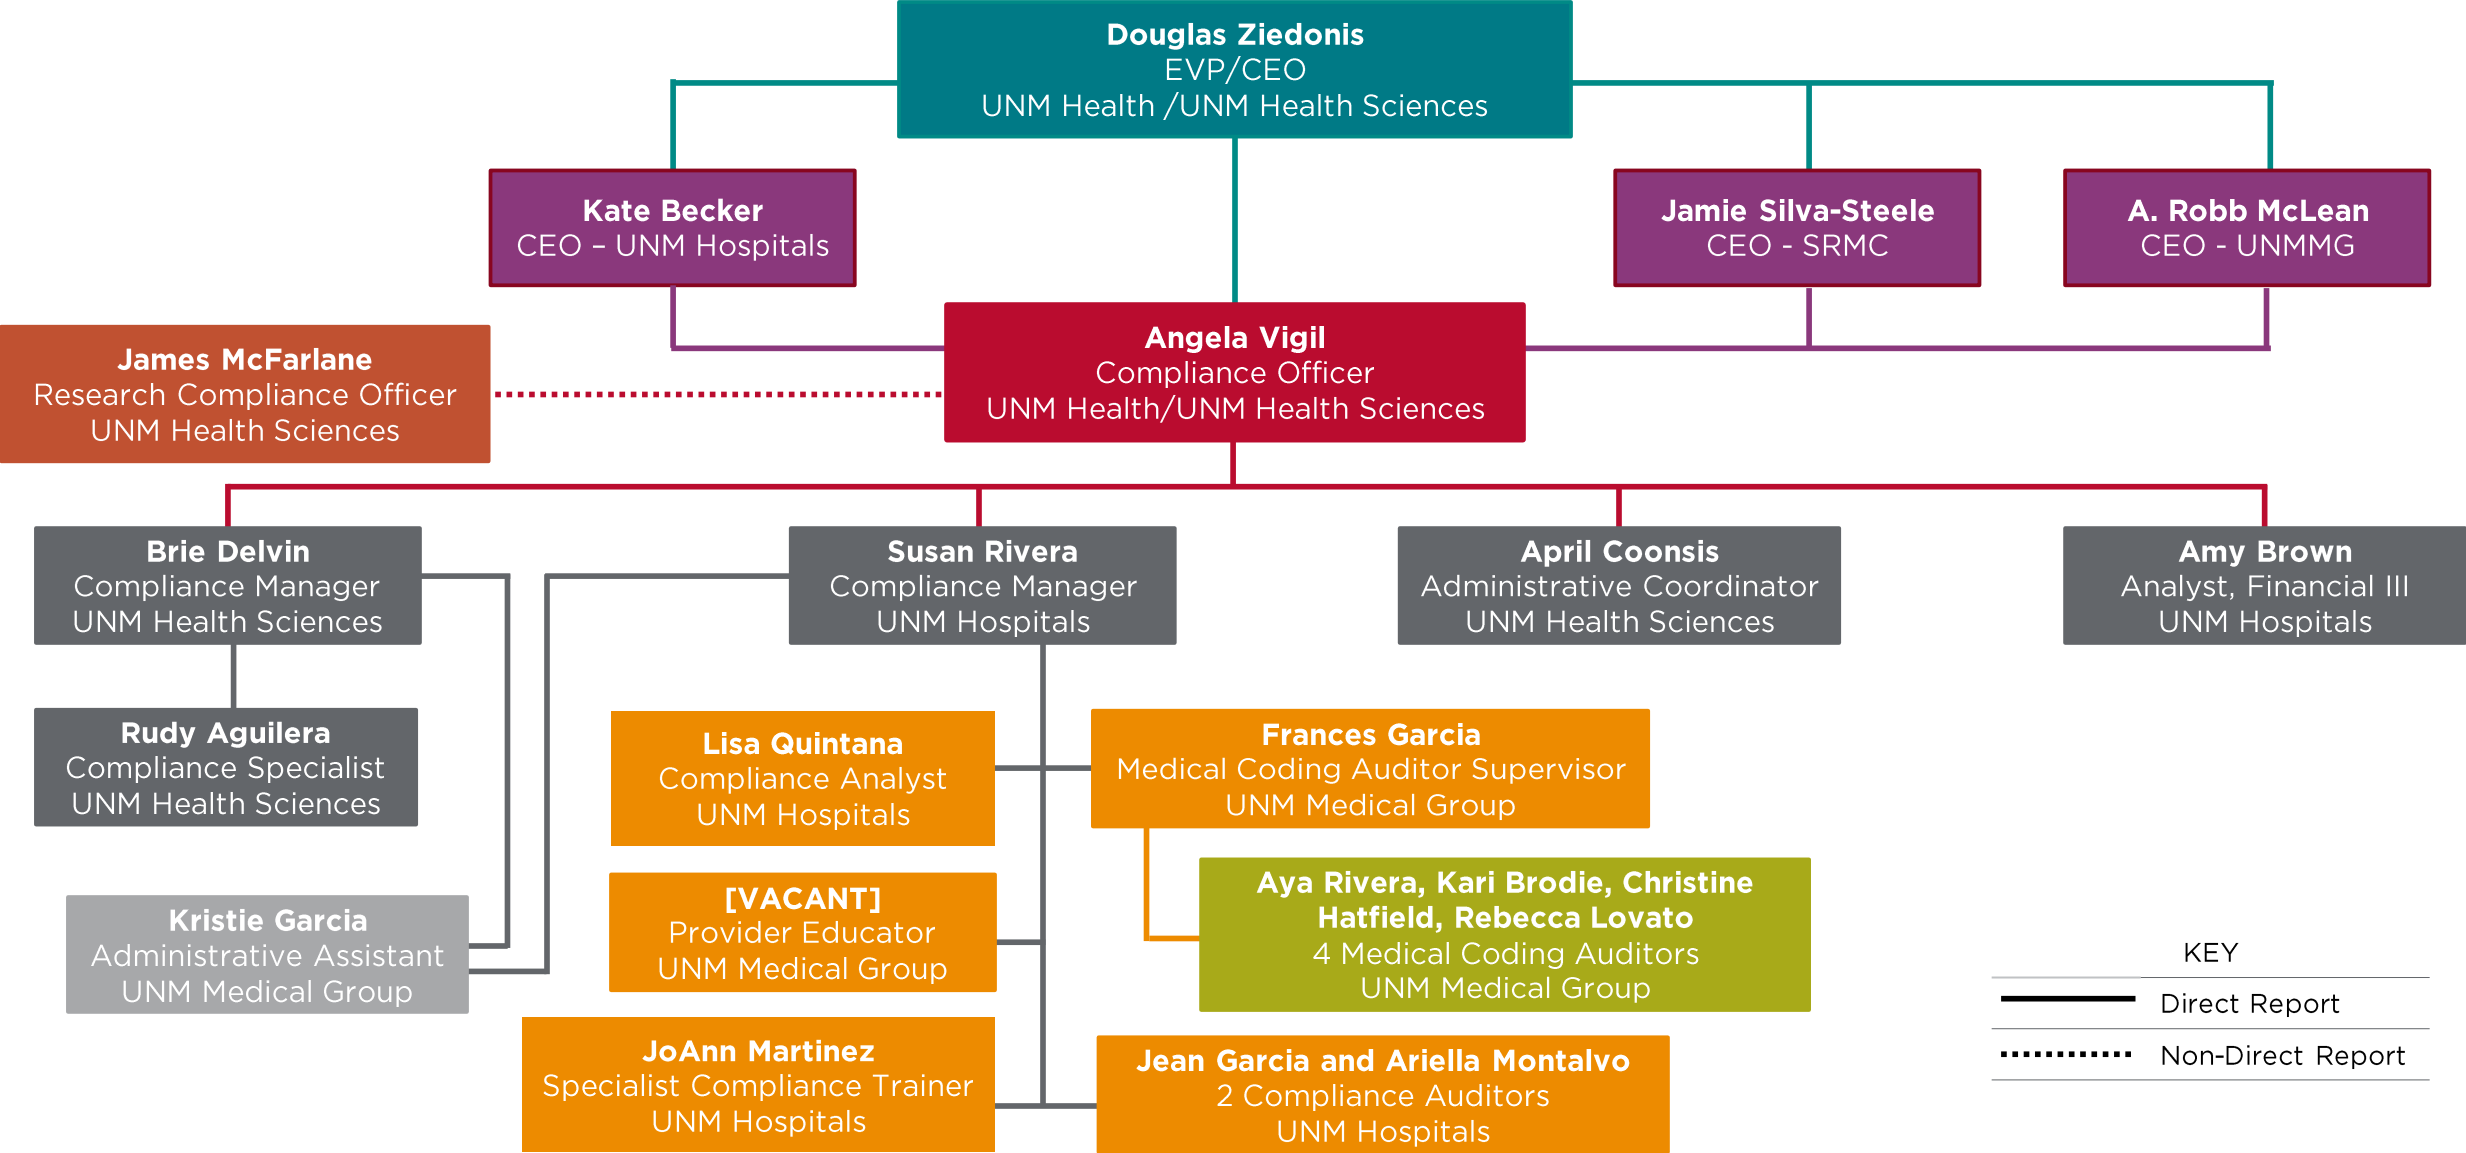 Douglas Ziedonis
EVP/CEO
UNM Health /UNM Health Sciences
Kate Becker
CEO – UNM Hospitals
Jamie Silva-Steele
CEO - SRMC
A. Robb McLean
CEO - UNMMG
Angela Vigil
Compliance Officer
UNM Health/UNM Health Sciences
James McFarlane
Research Compliance Officer
UNM Health Sciences
Brie Delvin
Compliance Manager
UNM Health Sciences
Susan Rivera
Compliance Manager
UNM Hospitals
April Coonsis
Administrative Coordinator
UNM Health Sciences
Amy Brown
Analyst, Financial III
UNM Hospitals
Rudy Aguilera
Compliance Specialist
UNM Health Sciences
Lisa Quintana
Compliance Analyst
UNM Hospitals
Frances Garcia
Medical Coding Auditor Supervisor
UNM Medical Group
Kristie Garcia
Administrative Assistant
UNM Medical Group
[VACANT]
Provider Educator
UNM Medical Group
Aya Rivera, Kari Brodie, Christine
Hatfield, Rebecca Lovato
4 Medical Coding Auditors
UNM Medical Group
JoAnn Martinez
Specialist Compliance Trainer
UNM Hospitals
Jean Garcia and Ariella Montalvo
2 Compliance Auditors
UNM Hospitals
KEY
Direct Report
Non-Direct Report